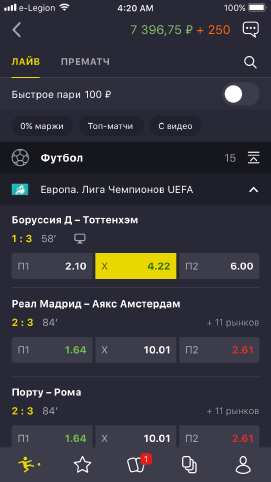 e-Legion 4:20 AM 100%
7 396,75 ₽ + 250
ЛАЙВ ПРЕМАТЧ
Быстрое пари 100 ₽
0% маржи Топ-матчи С видео
Футбол 15
Европа. Лига Чемпионов UEFA
Боруссия Д – Тоттенхэм
1 : 3 58’
П1 2.10 X 4.22 П2 6.00
Реал Мадрид – Аякс Амстердам
2 : 3 84’ + 11 рынков
П1 1.64 X 10.01 П2 2.61
Порту – Рома
2 : 3 84’ + 11 рынков
П1 1.64 X 10.01 П2 2.61
1